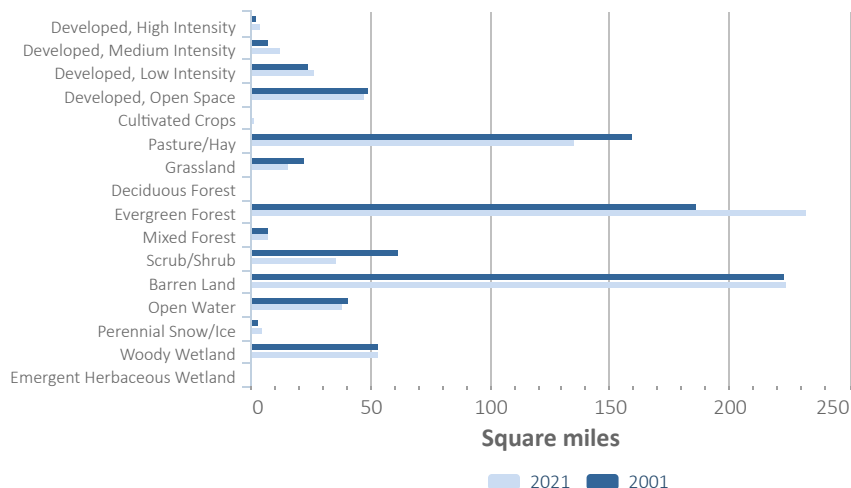 Developed, High Intensity
Developed, Medium Intensity
Developed, Low Intensity
Developed, Open Space
Cultivated Crops
Pasture/Hay
Grassland
Deciduous Forest
Evergreen Forest
Mixed Forest
Scrub/Shrub
Barren Land
Open Water
Perennial Snow/Ice
Woody Wetland
Emergent Herbaceous Wetland
0 50 100 150 200 250
Square miles
2021 2001